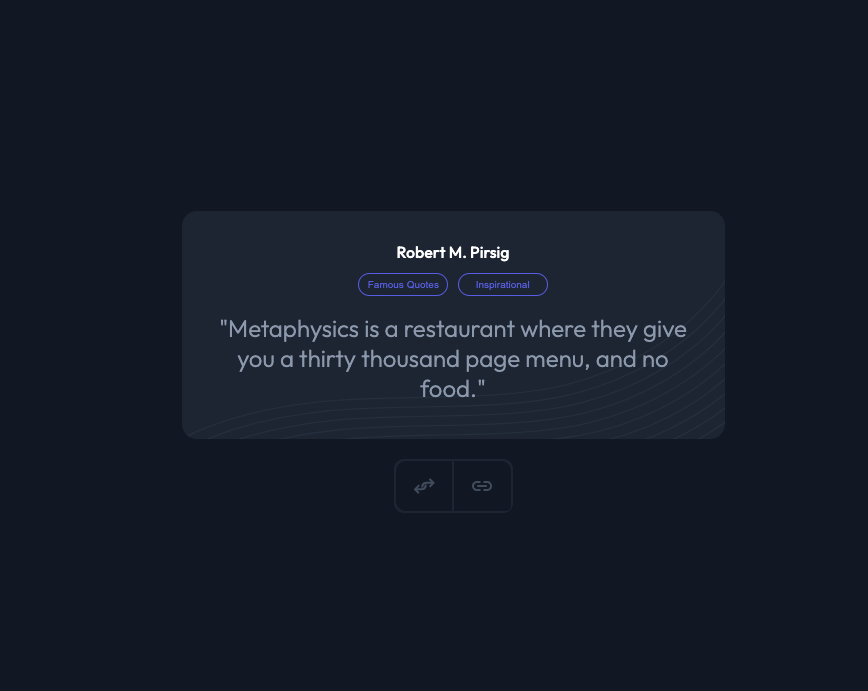 Robert M. Pirsig
Famous Quotes Inspirational
"Metaphysics is a restaurant where they give
you a thirty thousand page menu, and no
food."